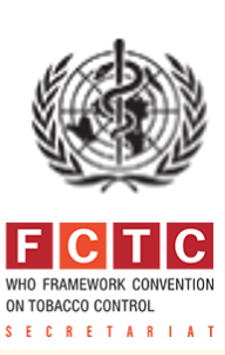 FCTC
WHO FRAMEWORK CONVENTION
ON TOBACCO CONTROL
SECRETARIAT